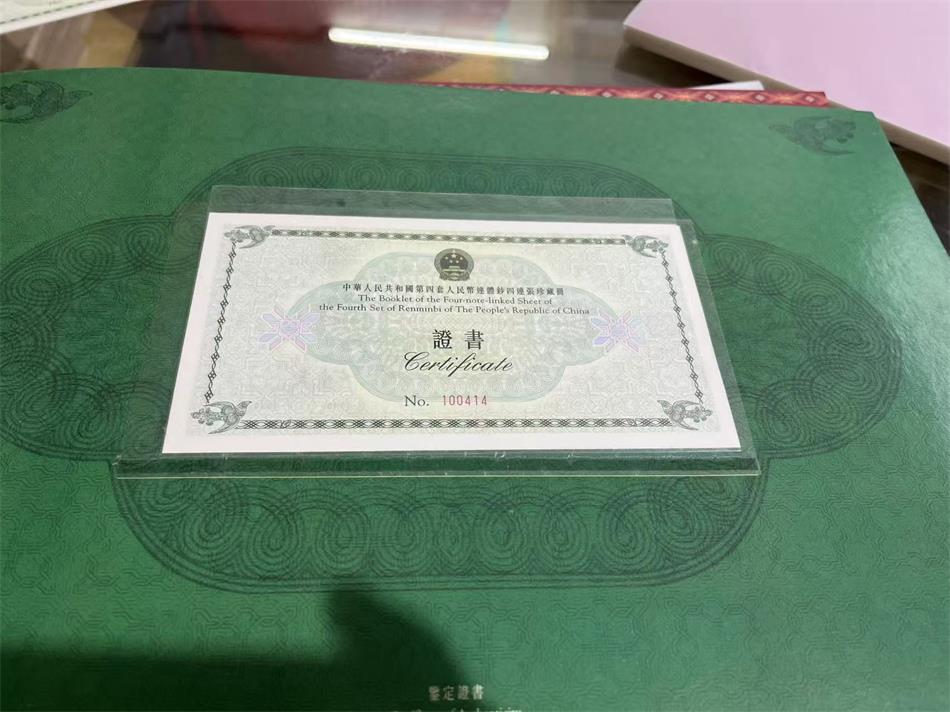 中華人民共和國第四套人民幣連體鈔四連張珍藏冊
The Booklet of the Four-note-linked Sheet of
the Fourth Set of Renminbi of The People's Republic of China
證書
Certificate
No. 100414
鑒定證書